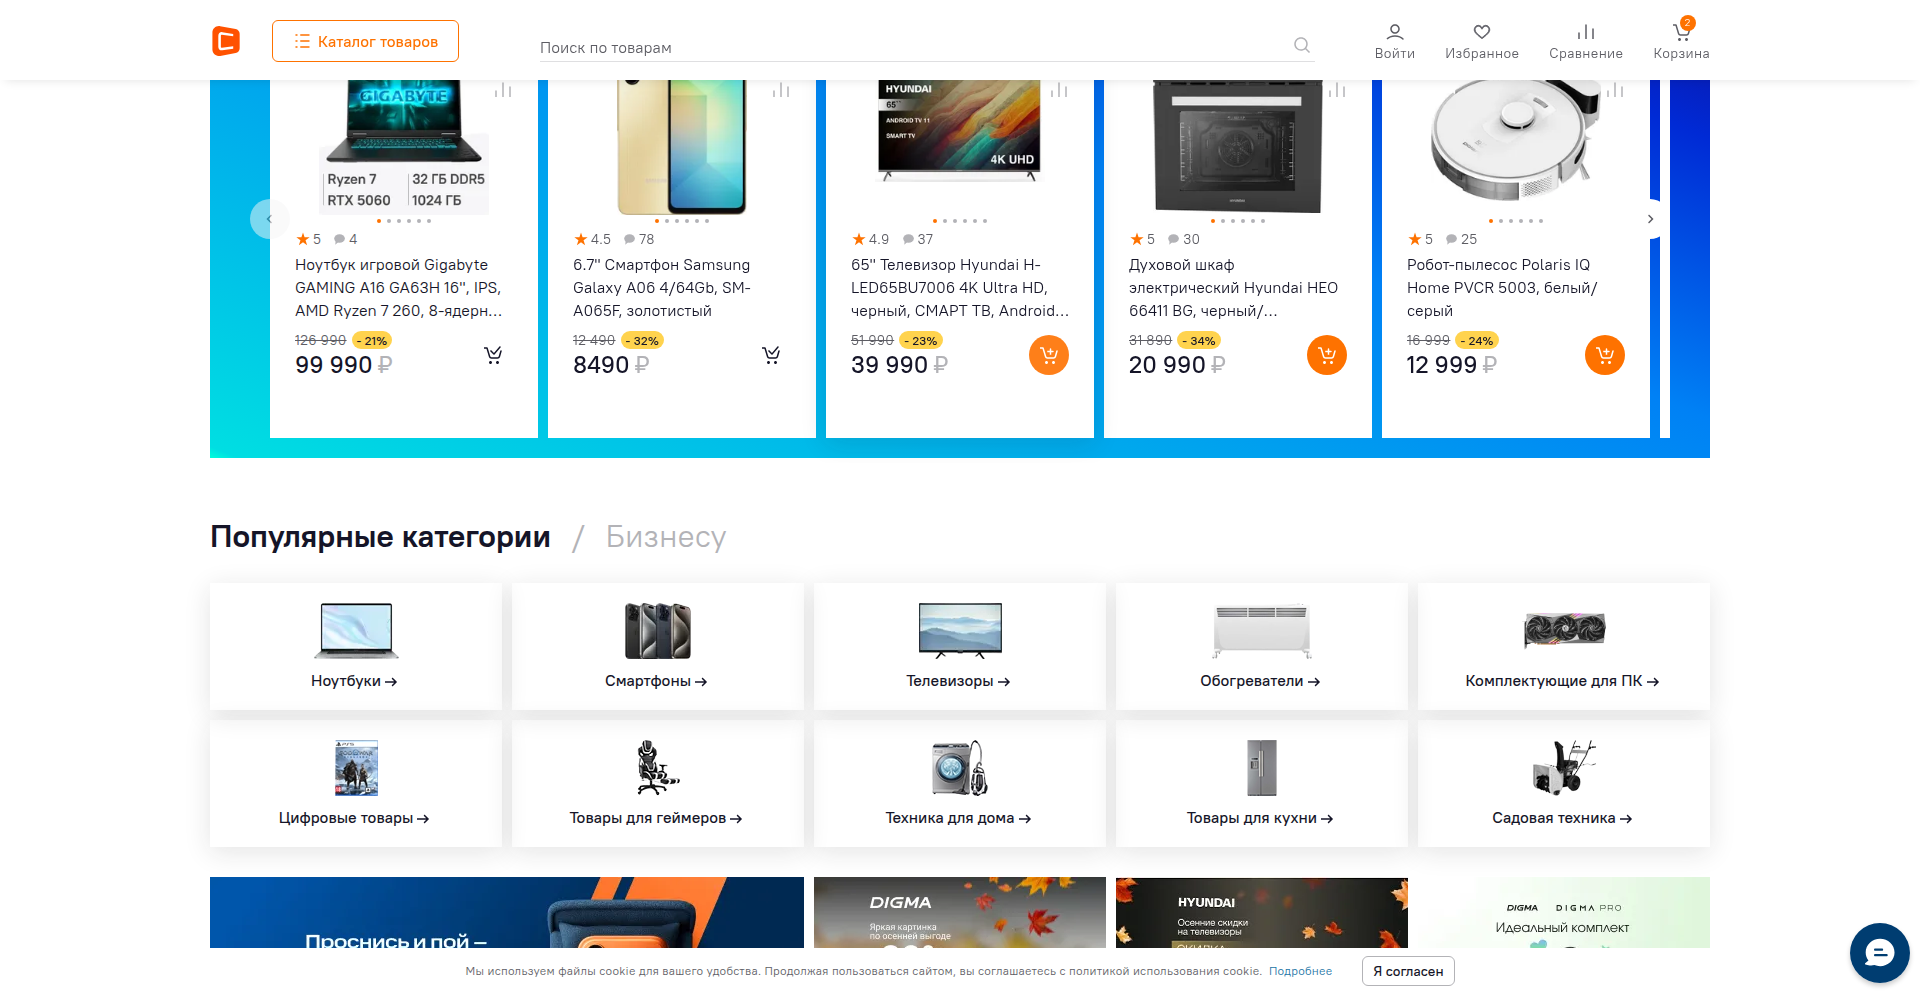 Каталог товаров
Поиск по товарам
Войти
Избранное
Сравнение
2
Корзина
GIGABYTE
Ryzen 7
32 ГБ DDR5
RTX 5060
1024 ГБ
5 4
Ноутбук игровой Gigabyte
GAMING A16 GA63H 16", IPS,
AMD Ryzen 7 260, 8-ядерн...
126 990 - 21%
99 990 ₽
4.5 78
6.7" Смартфон Samsung
Galaxy A06 4/64Gb, SM-
A065F, золотистый
12 490 - 32%
8490 ₽
HYUNDAI
65"
ANDROID TV 11
SMART TV
4K UHD
4.9 37
65" Телевизор Hyundai H-
LED65BU7006 4K Ultra HD,
черный, СМАРТ ТВ, Android...
51 990 - 23%
39 990 ₽
5 30
Духовой шкаф
электрический Hyundai HEO
66411 BG, черный/...
31 890 - 34%
20 990 ₽
5 25
Робот-пылесос Polaris IQ
Home PVCR 5003, белый/
серый
16 999 - 24%
12 999 ₽
Популярные категории / Бизнесу
Ноутбуки →
Смартфоны →
Телевизоры →
Обогреватели →
Комплектующие для ПК →
Цифровые товары →
Товары для геймеров →
Техника для дома →
Товары для кухни →
Садовая техника →
Проснись и пой –
DIGMA
Яркая картинка
по осенней выгоде
HYUNDAI
Осенние скидки
на телевизоры
СКИДКА
DIGMA DIGMA PRO
Идеальный комплект
Мы используем файлы cookie для вашего удобства. Продолжая пользоваться сайтом, вы соглашаетесь с политикой использования cookie. Подробнее
Я согласен